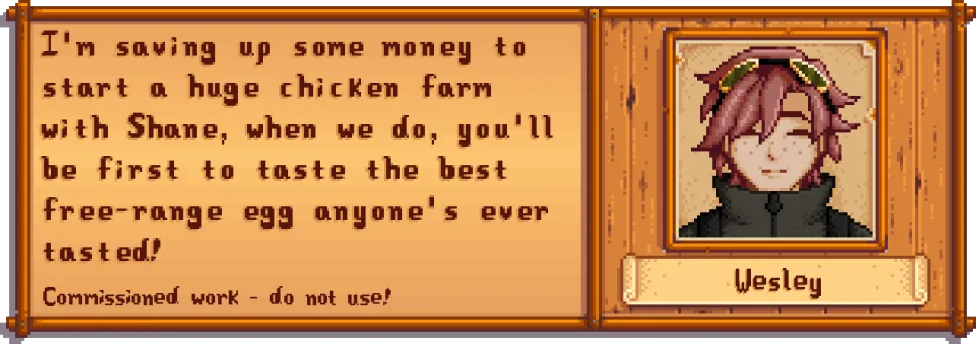 I'm saving up some money to
start a huge chicken farm
with Shane, when we do, you'll
be first to taste the best
free-range egg anyone's ever
tasted!
Commissioned work - do not use!
Wesley